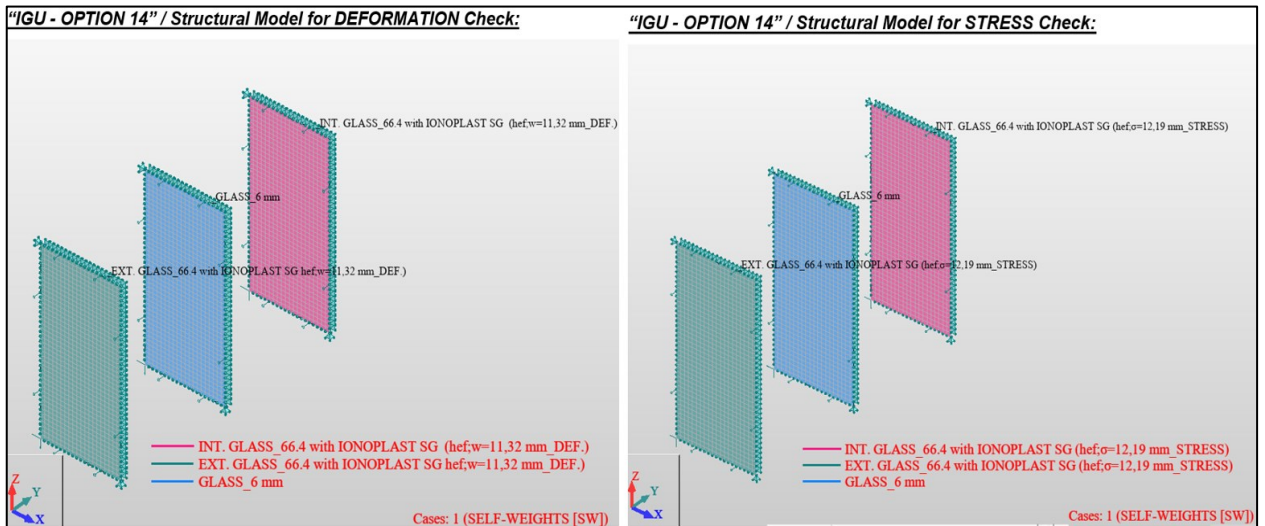 "IGU - OPTION 14" / Structural Model for DEFORMATION Check:
INT. GLASS_66.4 with IONOPLAST SG (hef;w=11,32 mm_DEF.)
GLASS_6 mm
EXT. GLASS_66.4 with IONOPLAST SG hef;w=11,32 mm_DEF.)
INT. GLASS_66.4 with IONOPLAST SG (hef;w=11,32 mm_DEF.)
EXT. GLASS_66.4 with IONOPLAST SG hef;w=11,32 mm_DEF.)
GLASS_6 mm
Z
Y
X
Cases: 1 (SELF-WEIGHTS [SW])
"IGU - OPTION 14" / Structural Model for STRESS Check:
INT. GLASS_66.4 with IONOPLAST SG (hef;σ=12,19 mm_STRESS)
GLASS_6 mm
EXT. GLASS_66.4 with IONOPLAST SG (hef;σ=12,19 mm_STRESS)
INT. GLASS_66.4 with IONOPLAST SG (hef;σ=12,19 mm_STRESS)
EXT. GLASS_66.4 with IONOPLAST SG (hef;σ=12,19 mm_STRESS)
GLASS_6 mm
Z
Y
X
Cases: 1 (SELF-WEIGHTS [SW])